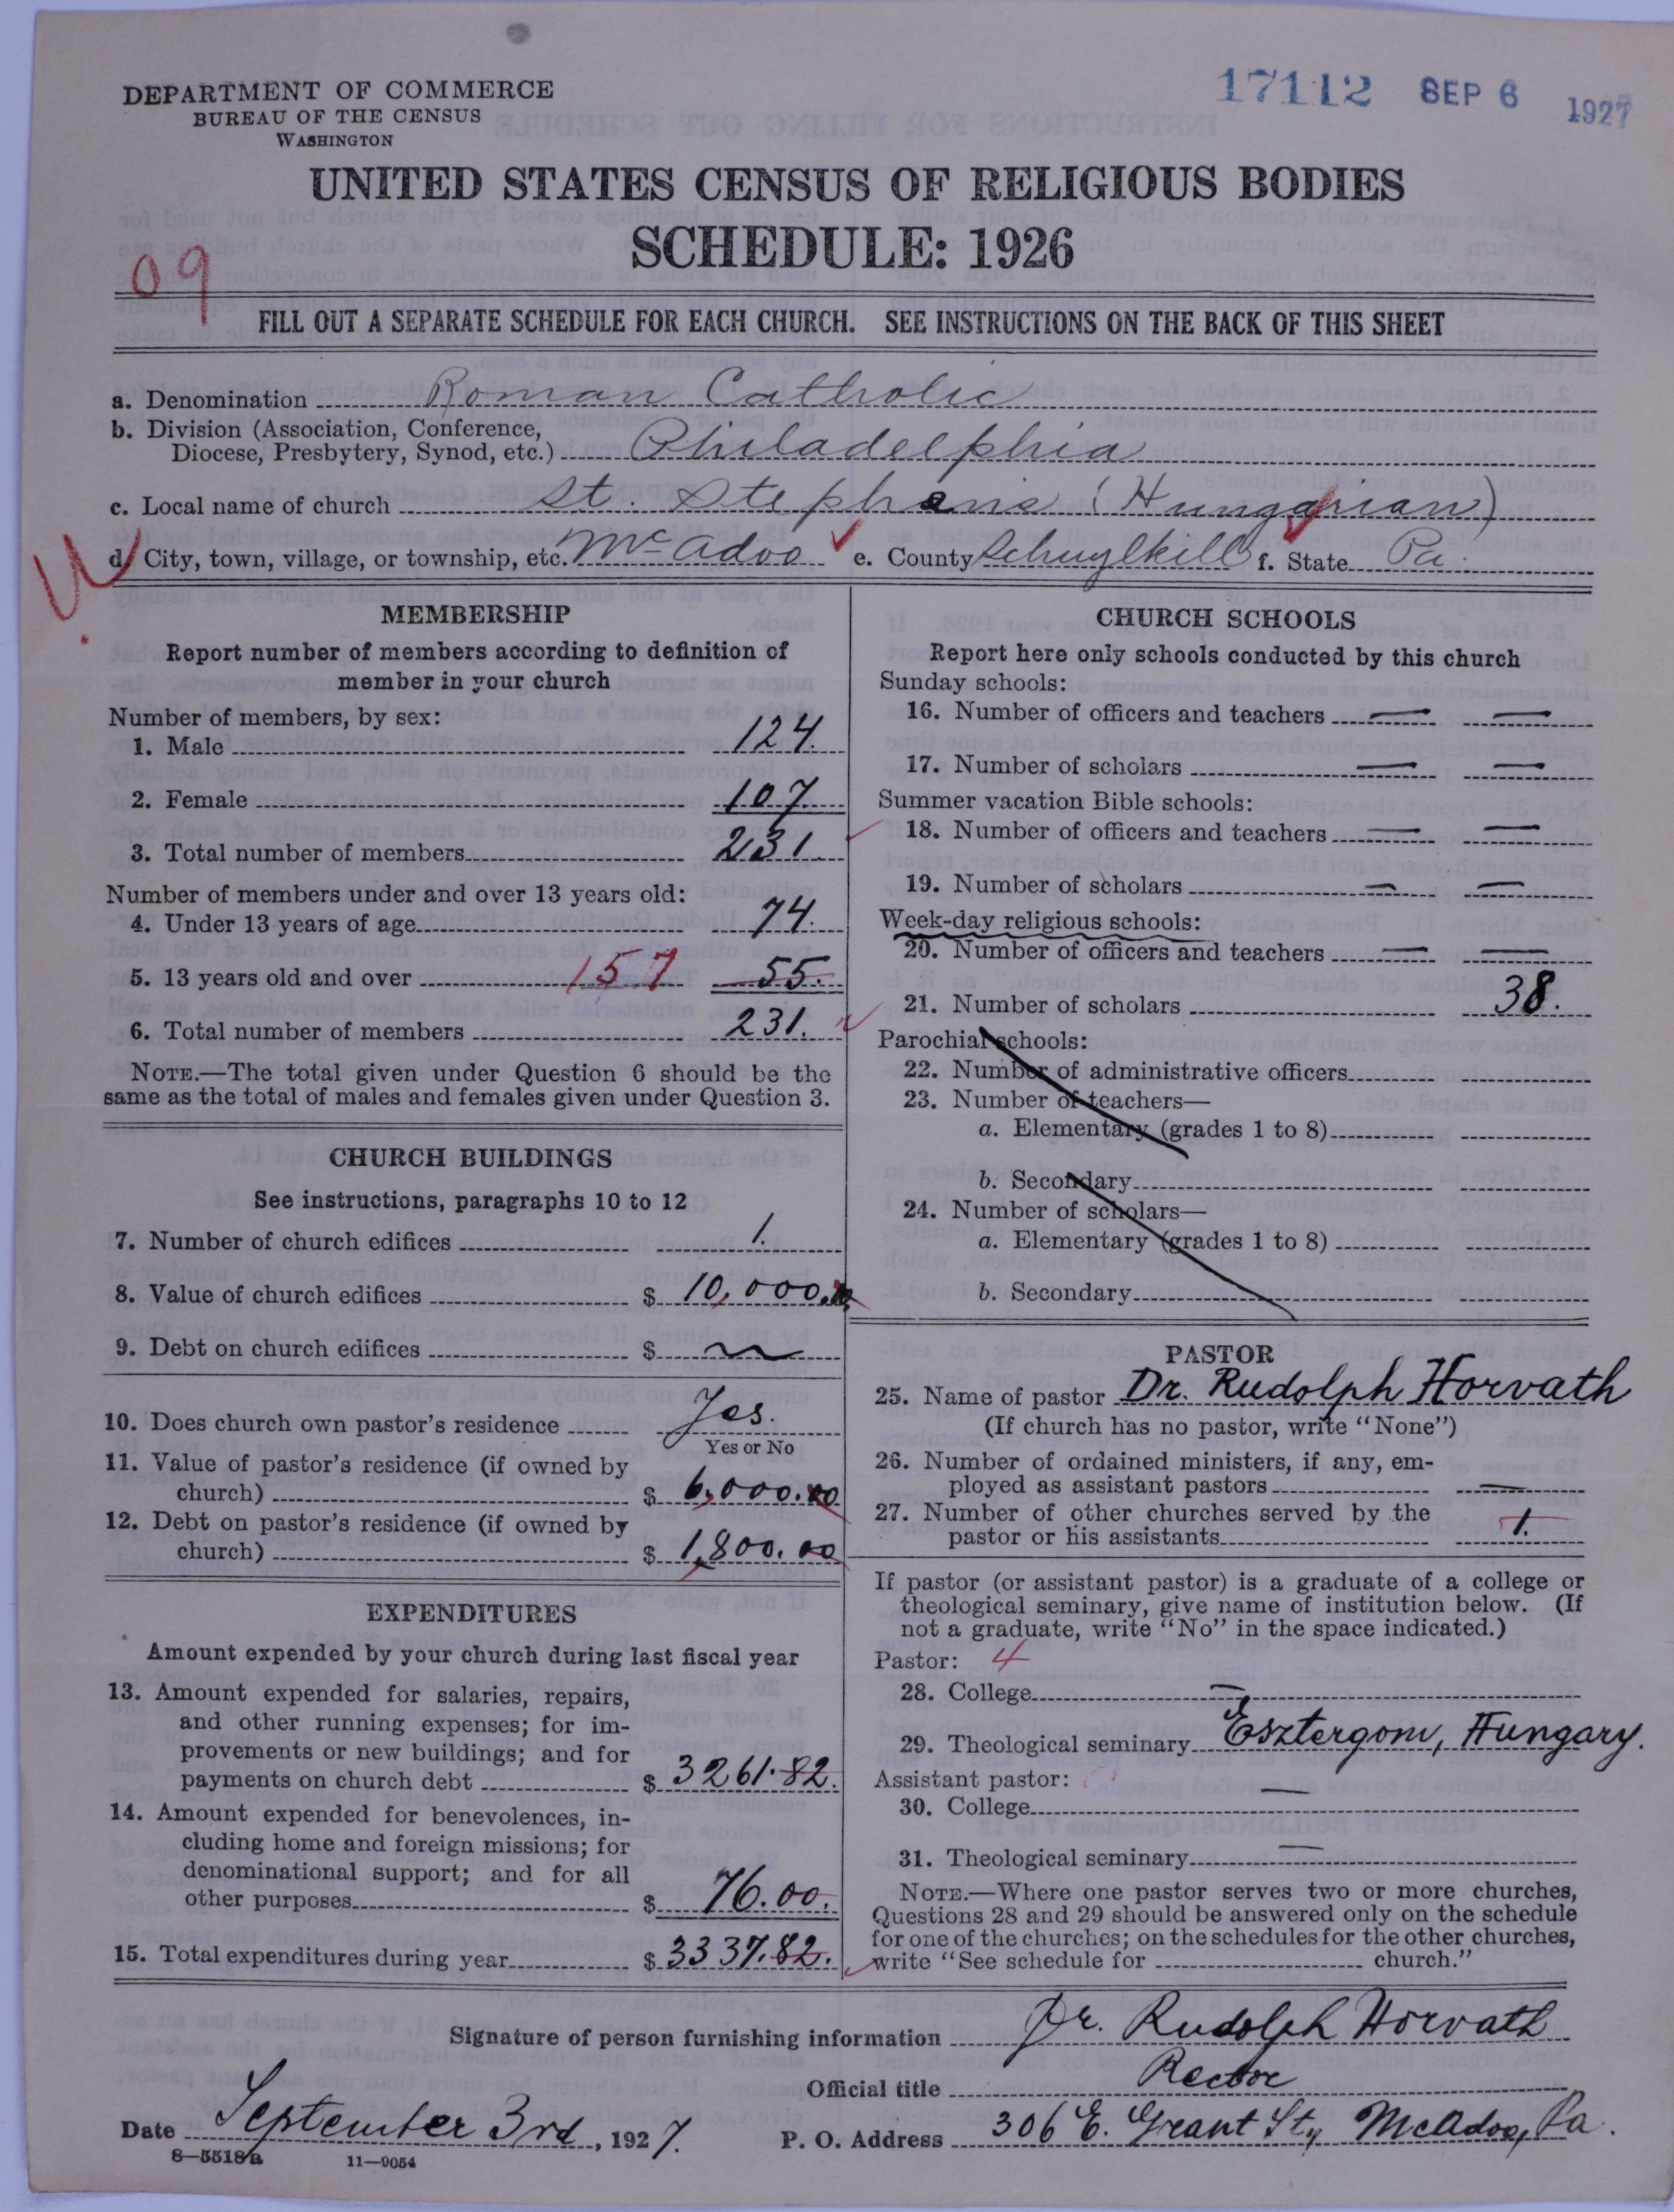 17112 SEP 6 1927
DEPARTMENT OF COMMERCE
BUREAU OF THE CENSUS
WASHINGTON
UNITED STATES CENSUS OF RELIGIOUS BODIES
SCHEDULE: 1926
09
FILL OUT A SEPARATE SCHEDULE FOR EACH CHURCH. SEE INSTRUCTIONS ON THE BACK OF THIS SHEET
a. Denomination Roman Catholic
b. Division (Association, Conference,
Diocese, Presbytery, Synod, etc.) Philadelphia
c. Local name of church St. Stephens (Hungarian)
d. City, town, village, or township, etc. McAdoo e. County Schuylkill f. State Pa.
MEMBERSHIP
Report number of members according to definition of
member in your church
Number of members, by sex:
1. Male 124.
2. Female 107
3. Total number of members 231.
Number of members under and over 13 years old:
4. Under 13 years of age 74.
5. 13 years old and over 157 55.
6. Total number of members 231.
NOTE.—The total given under Question 6 should be the
same as the total of males and females given under Question 3.
CHURCH BUILDINGS
See instructions, paragraphs 10 to 12
7. Number of church edifices 1.
8. Value of church edifices $ 10,000.
9. Debt on church edifices $ —
10. Does church own pastor's residence Yes.
Yes or No
11. Value of pastor's residence (if owned by
church) $ 6,000.00
12. Debt on pastor's residence (if owned by
church) $ 1,800.00
EXPENDITURES
Amount expended by your church during last fiscal year
13. Amount expended for salaries, repairs,
and other running expenses; for im-
provements or new buildings; and for
payments on church debt $ 3261.82.
14. Amount expended for benevolences, in-
cluding home and foreign missions; for
denominational support; and for all
other purposes $ 76.00.
15. Total expenditures during year $ 3337.82.
CHURCH SCHOOLS
Report here only schools conducted by this church
Sunday schools:
16. Number of officers and teachers — —
17. Number of scholars — —
Summer vacation Bible schools:
18. Number of officers and teachers — —
19. Number of scholars — —
Week-day religious schools:
20. Number of officers and teachers — —
21. Number of scholars 38.
Parochial schools:
22. Number of administrative officers
23. Number of teachers—
a. Elementary (grades 1 to 8)
b. Secondary
24. Number of scholars—
a. Elementary (grades 1 to 8)
b. Secondary
PASTOR
25. Name of pastor Dr. Rudolph Horvath
(If church has no pastor, write "None")
26. Number of ordained ministers, if any, em-
ployed as assistant pastors —
27. Number of other churches served by the
pastor or his assistants 1.
If pastor (or assistant pastor) is a graduate of a college or
theological seminary, give name of institution below. (If
not a graduate, write "No" in the space indicated.)
Pastor: 4
28. College —
29. Theological seminary Esztergom, Hungary.
Assistant pastor:
30. College —
31. Theological seminary —
NOTE.—Where one pastor serves two or more churches,
Questions 28 and 29 should be answered only on the schedule
for one of the churches; on the schedules for the other churches,
write "See schedule for church."
Signature of person furnishing information Dr. Rudolph Horvath
Official title Rector
Date September 3rd, 1927. P. O. Address 306 E. Grant St., McAdoo, Pa.
8—5518a 11—9054